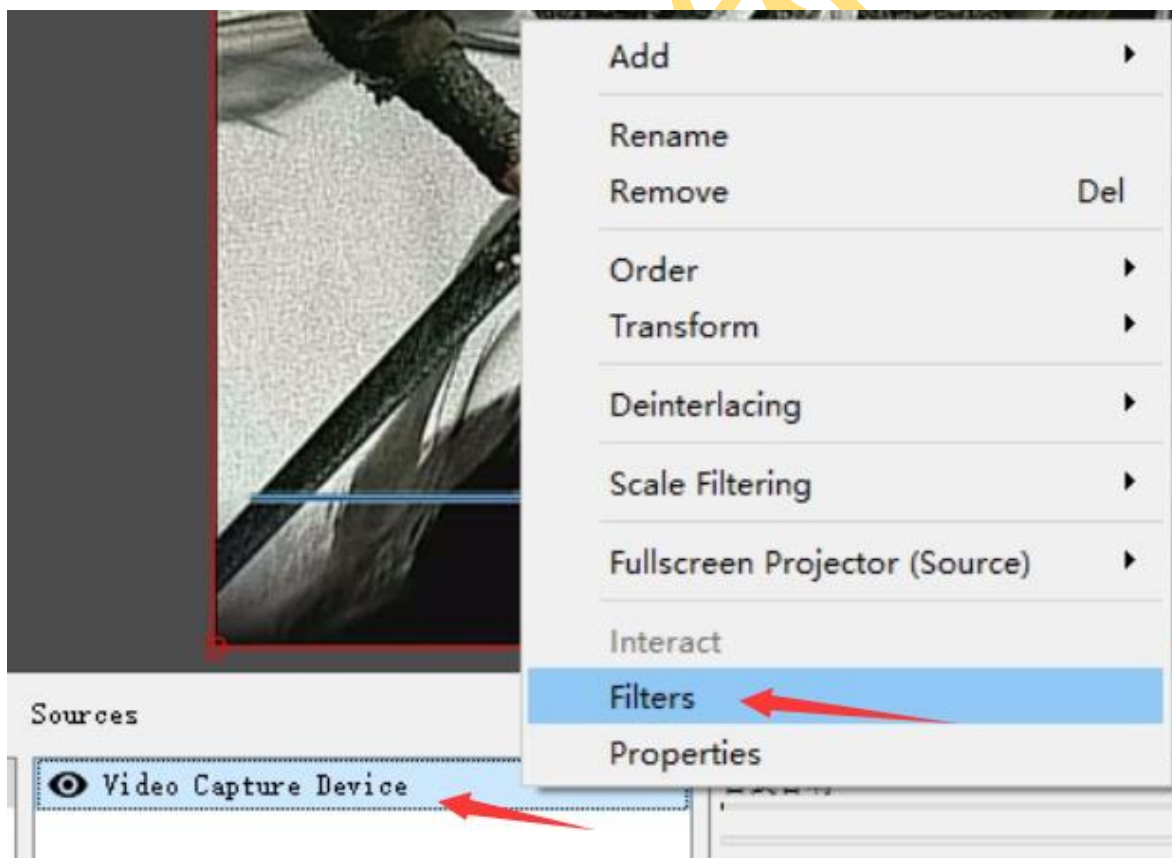 Add
Rename
Remove Del
Order
Transform
Deinterlacing
Scale Filtering
Fullscreen Projector (Source)
Interact
Filters
Properties
Sources
Video Capture Device